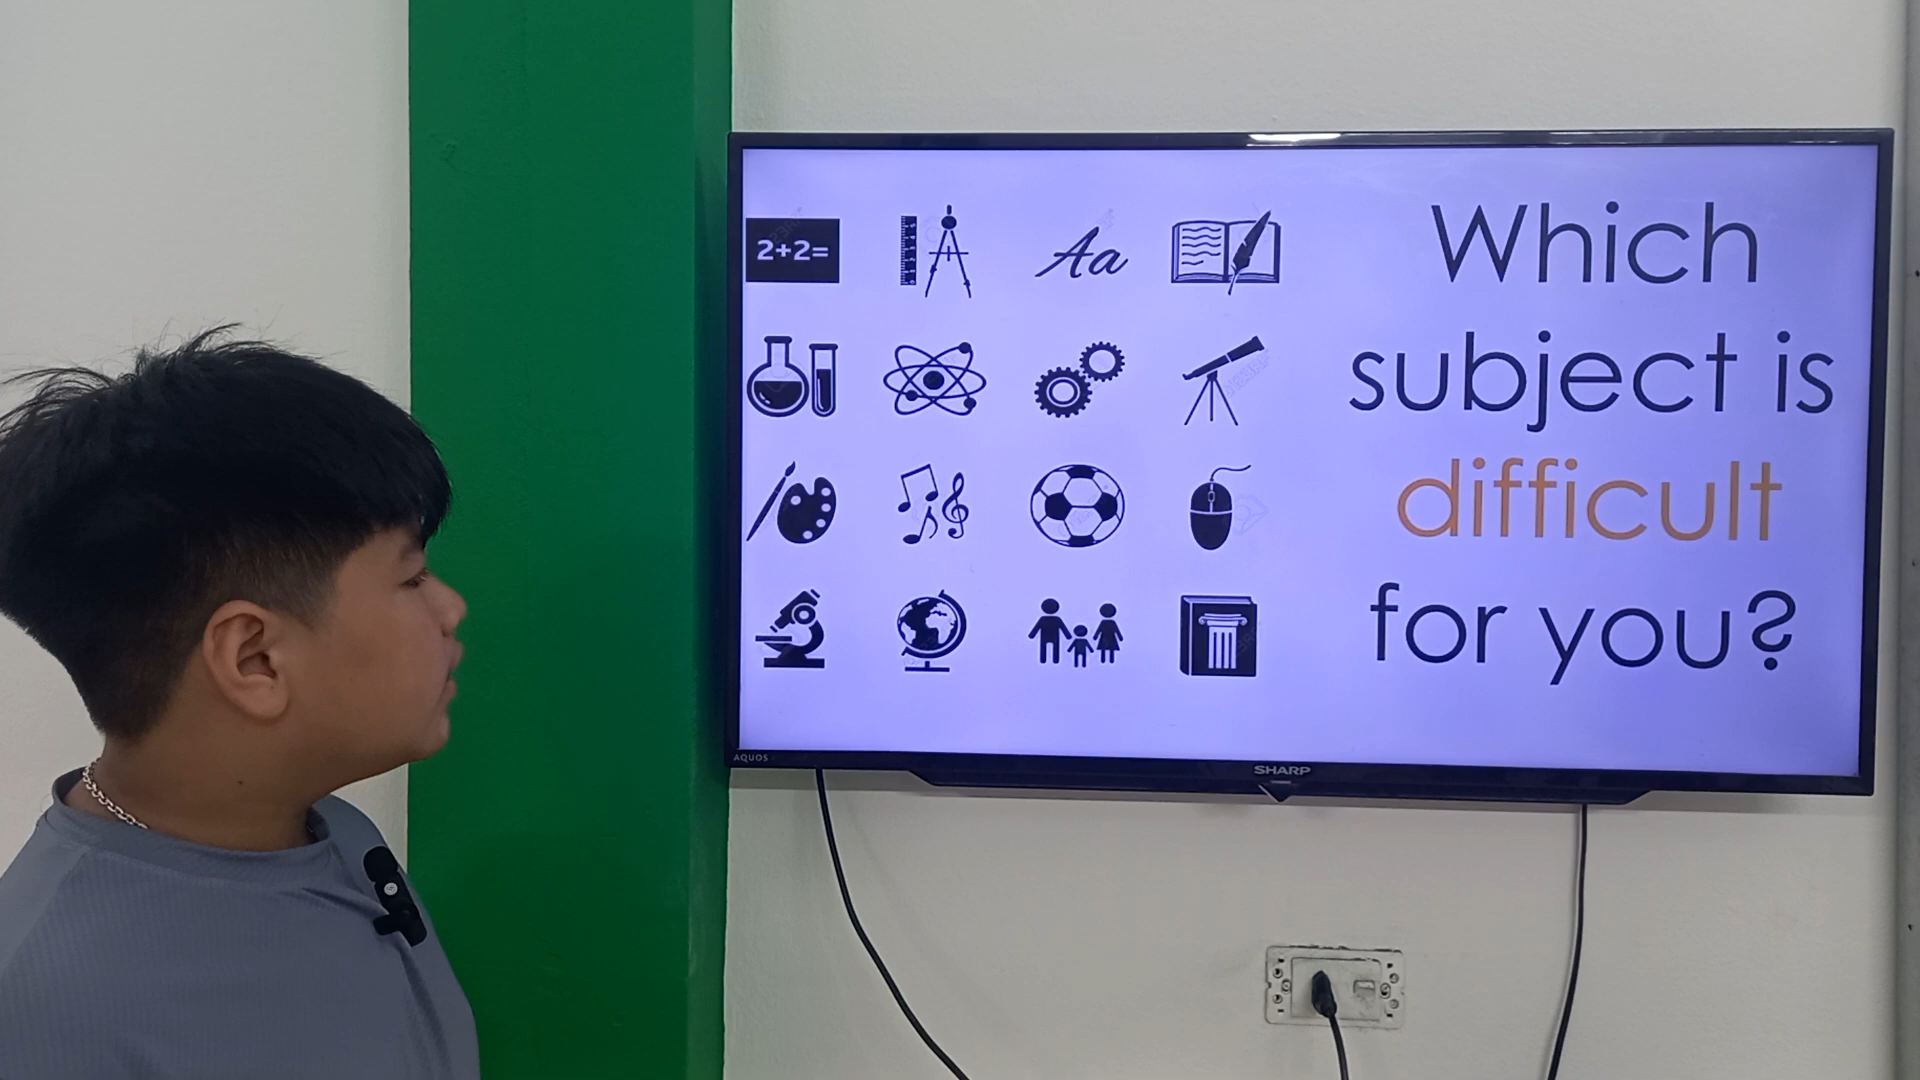 2+2=
Aa
Which
subject is
difficult
for you?
AQUOS
SHARP